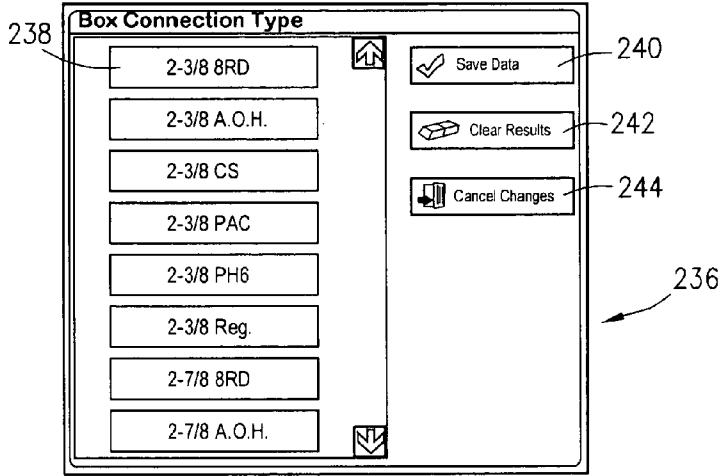 Box Connection Type
238
2-3/8 8RD
2-3/8 A.O.H.
2-3/8 CS
2-3/8 PAC
2-3/8 PH6
2-3/8 Reg.
2-7/8 8RD
2-7/8 A.O.H.
Save Data
240
Clear Results
242
Cancel Changes
244
236